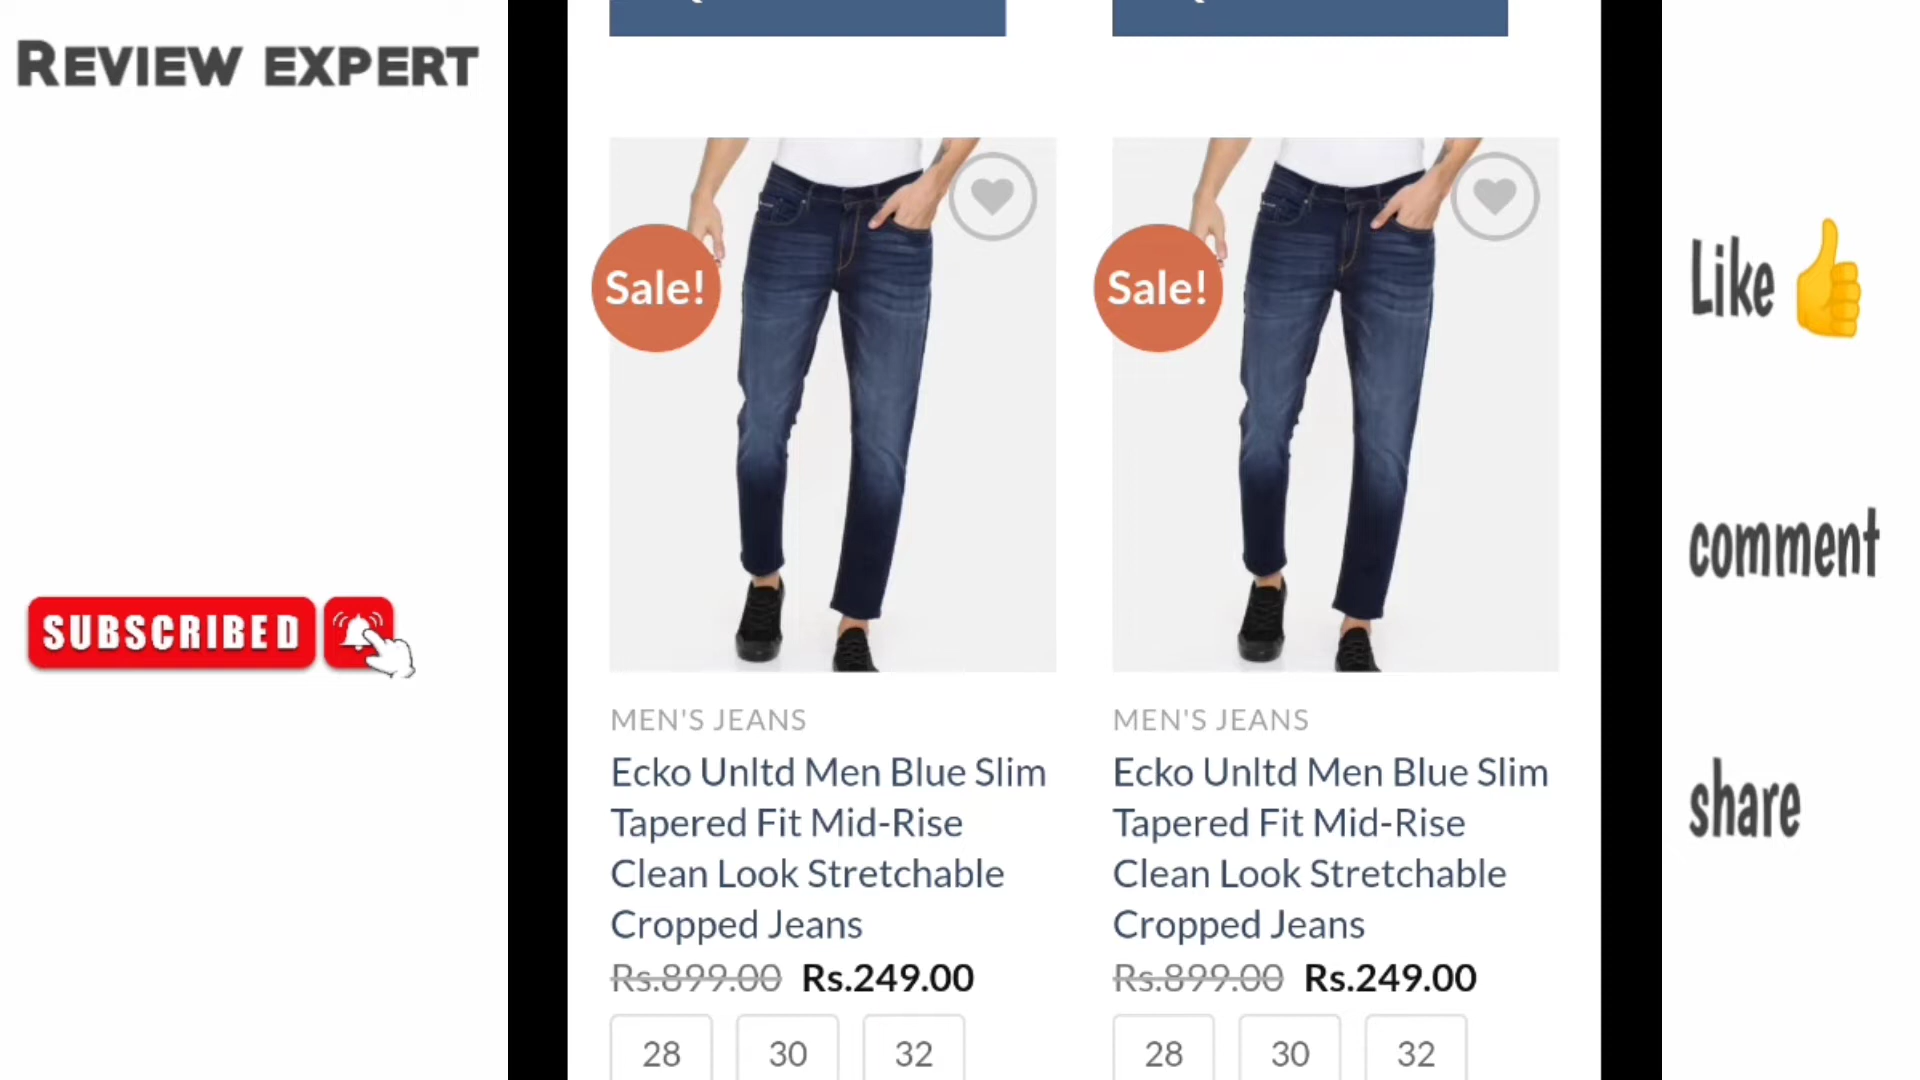 REVIEW EXPERT
SUBSCRIBED
Sale!
MEN'S JEANS
Ecko Unltd Men Blue Slim
Tapered Fit Mid-Rise
Clean Look Stretchable
Cropped Jeans
Rs.899.00 Rs.249.00
28 30 32
Sale!
MEN'S JEANS
Ecko Unltd Men Blue Slim
Tapered Fit Mid-Rise
Clean Look Stretchable
Cropped Jeans
Rs.899.00 Rs.249.00
28 30 32
Like
comment
share